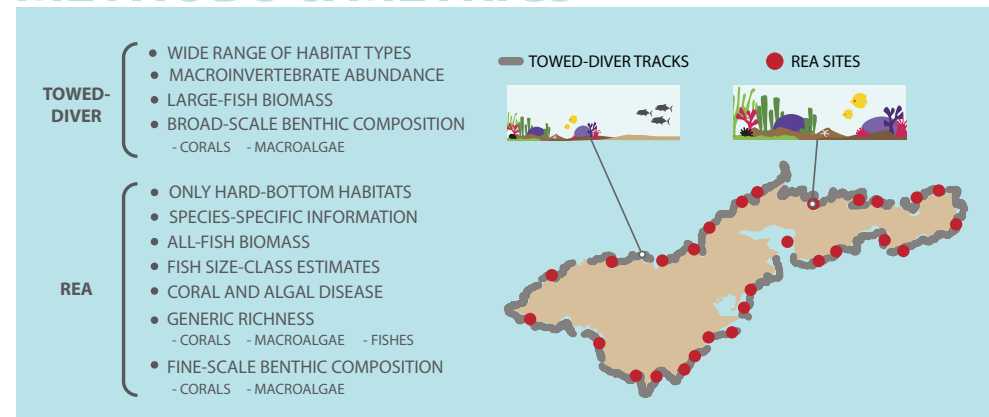 TOWED-
DIVER
• WIDE RANGE OF HABITAT TYPES
• MACROINVERTEBRATE ABUNDANCE
• LARGE-FISH BIOMASS
• BROAD-SCALE BENTHIC COMPOSITION
- CORALS - MACROALGAE
REA
• ONLY HARD-BOTTOM HABITATS
• SPECIES-SPECIFIC INFORMATION
• ALL-FISH BIOMASS
• FISH SIZE-CLASS ESTIMATES
• CORAL AND ALGAL DISEASE
• GENERIC RICHNESS
- CORALS - MACROALGAE - FISHES
• FINE-SCALE BENTHIC COMPOSITION
- CORALS - MACROALGAE
TOWED-DIVER TRACKS
REA SITES